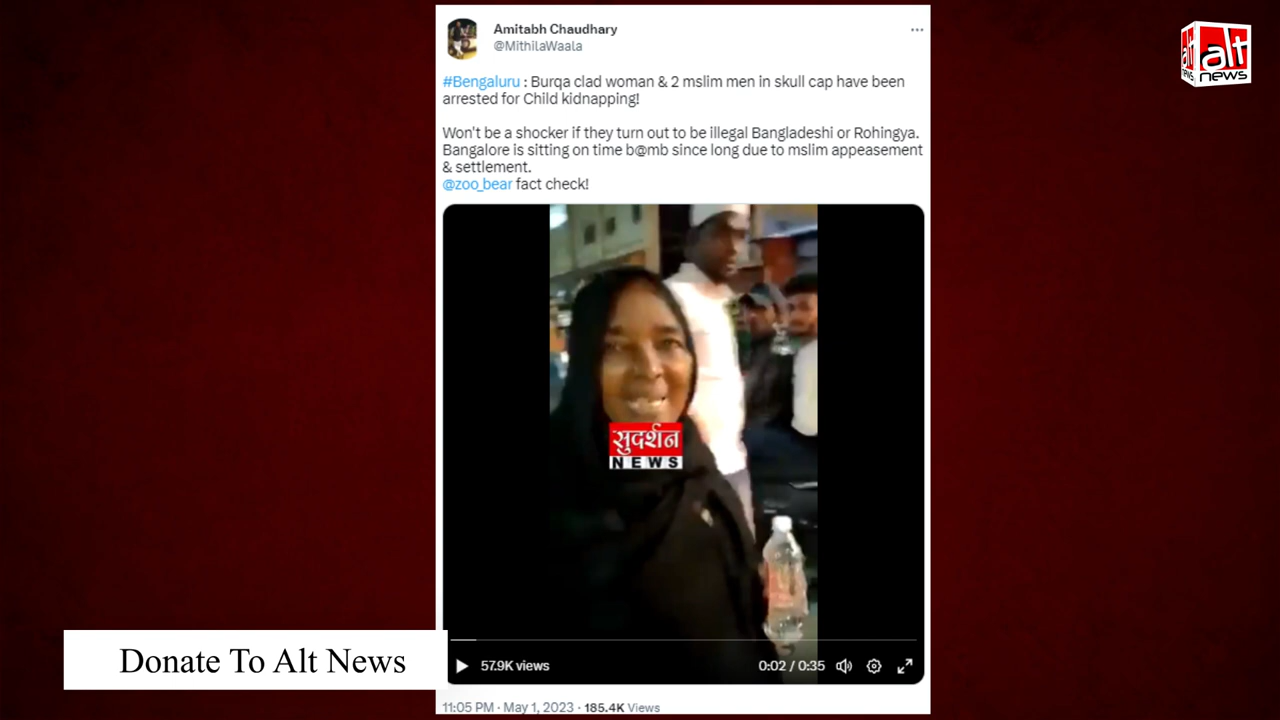 Amitabh Chaudhary
@MithilaWaala
#Bengaluru : Burqa clad woman & 2 mslim men in skull cap have been
arrested for Child kidnapping!
Won't be a shocker if they turn out to be illegal Bangladeshi or Rohingya.
Bangalore is sitting on time b@mb since long due to mslim appeasement
& settlement.
@zoo_bear fact check!
सुदर्शन
NEWS
57.9K views
0:02 / 0:35
11:05 PM · May 1, 2023 · 185.4K Views
Donate To Alt News
alt
news